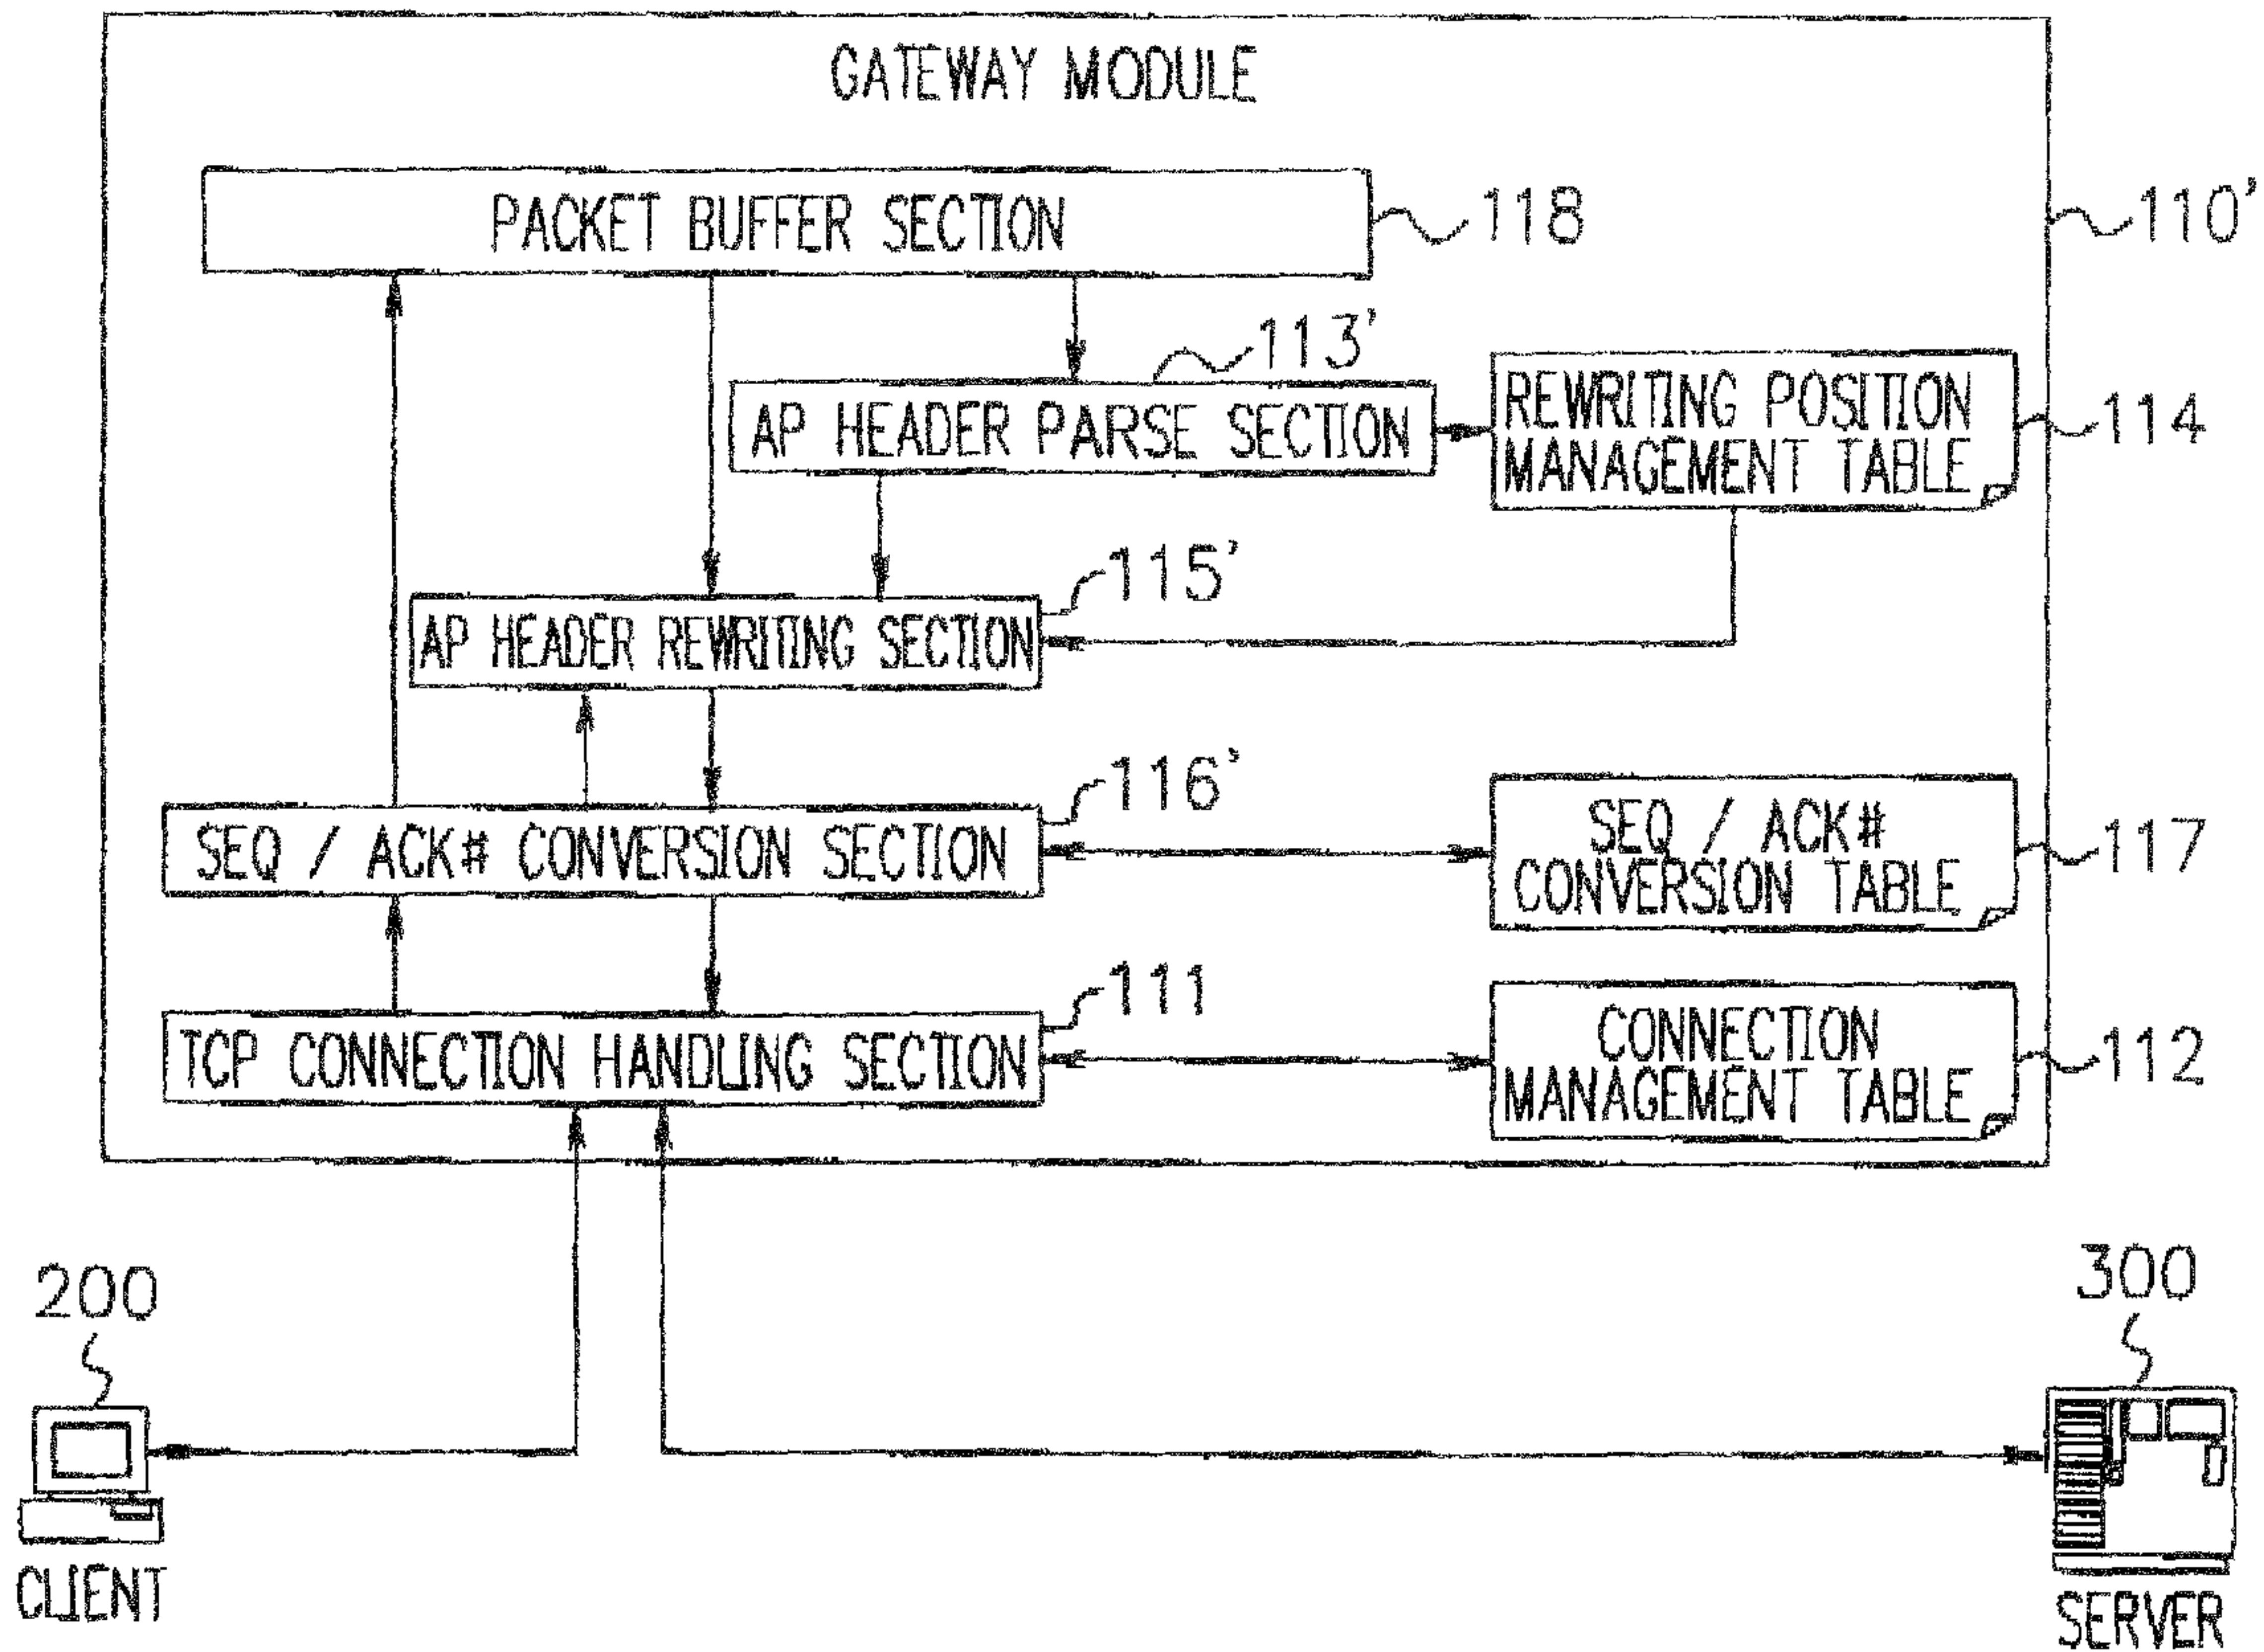 GATEWAY MODULE
PACKET BUFFER SECTION
118
110'
113'
AP HEADER PARSE SECTION
REWRITING POSITION
MANAGEMENT TABLE
114
115'
AP HEADER REWRITING SECTION
116'
SEQ / ACK# CONVERSION SECTION
SEQ / ACK#
CONVERSION TABLE
117
111
TCP CONNECTION HANDLING SECTION
CONNECTION
MANAGEMENT TABLE
112
200
300
CLIENT
SERVER